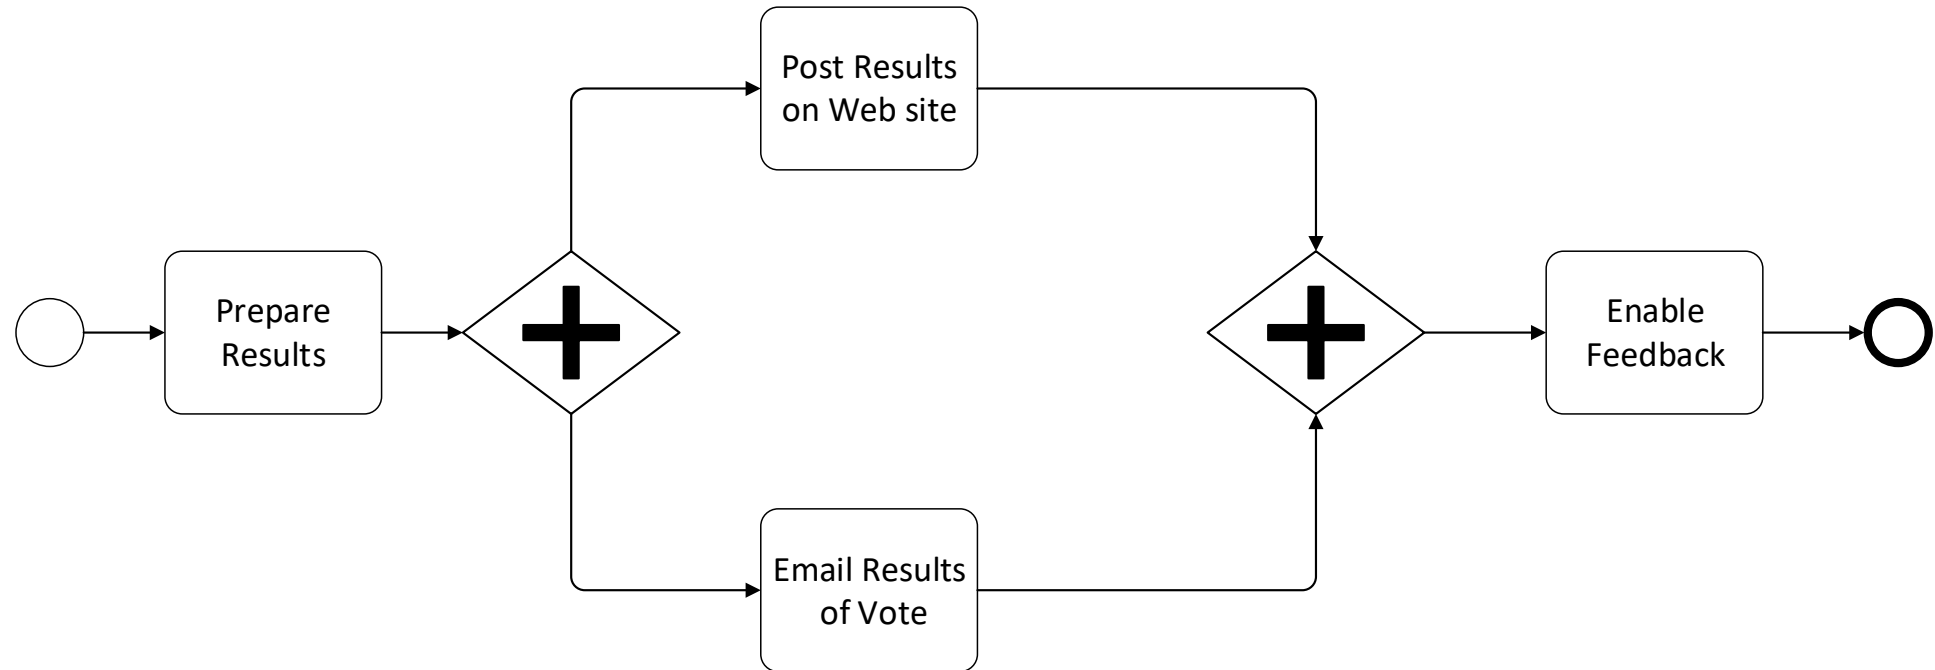 Post Results
on Web site
Prepare
Results
Enable
Feedback
Email Results
of Vote